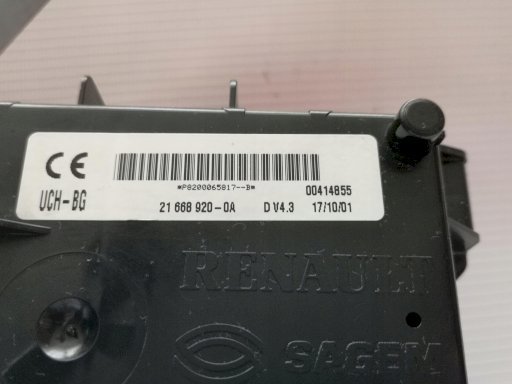 CE
*P8200065817--B*
00414855
UCH-BG 21 668 920-0A D V4.3 17/10/01
RENAULT
SAGEM